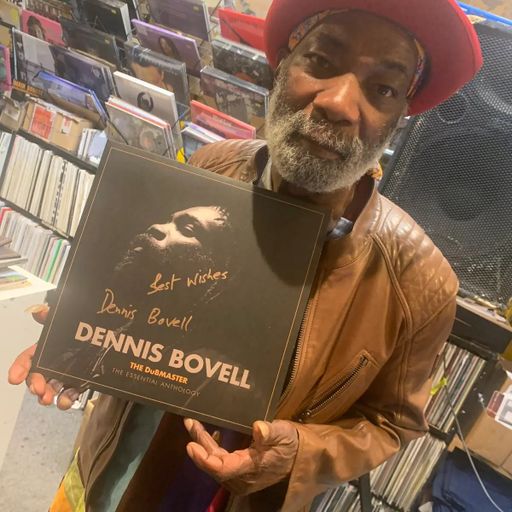 Best Wishes
Dennis Bovell
DENNIS BOVELL
THE DuBMASTER
THE ESSENTIAL ANTHOLOGY